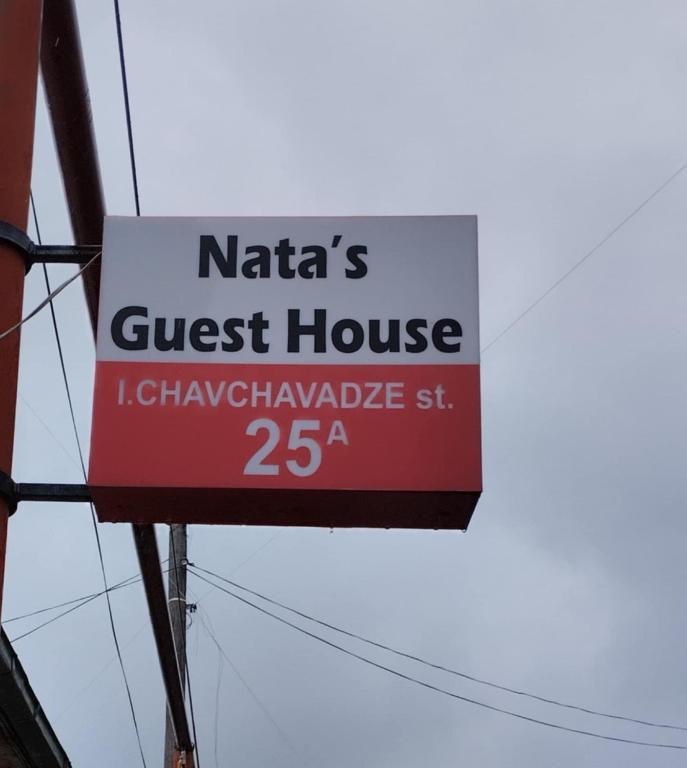 Nata's
Guest House
I.CHAVCHAVADZE st.
25A